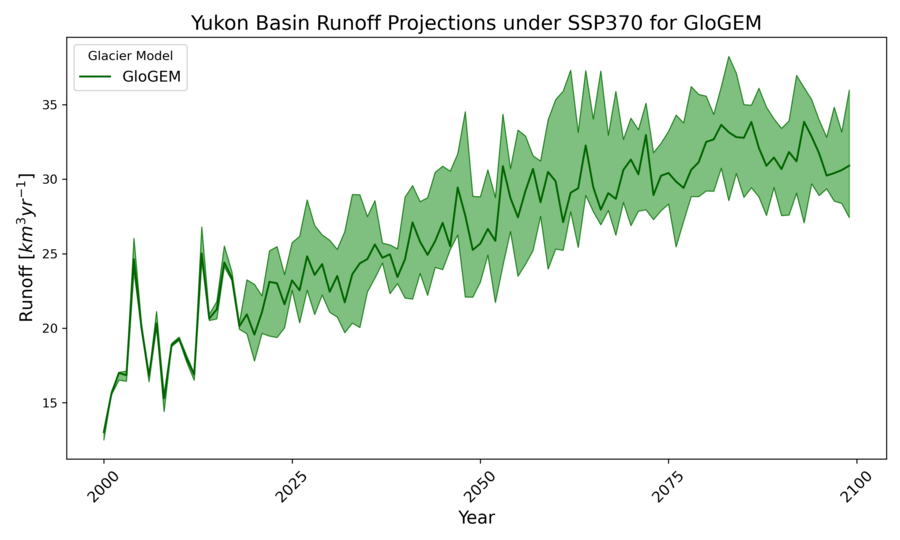 Yukon Basin Runoff Projections under SSP370 for GloGEM
Glacier Model
GloGEM
Runoff [km³yr⁻¹]
35
30
25
20
15
2000
2025
2050
2075
2100
Year